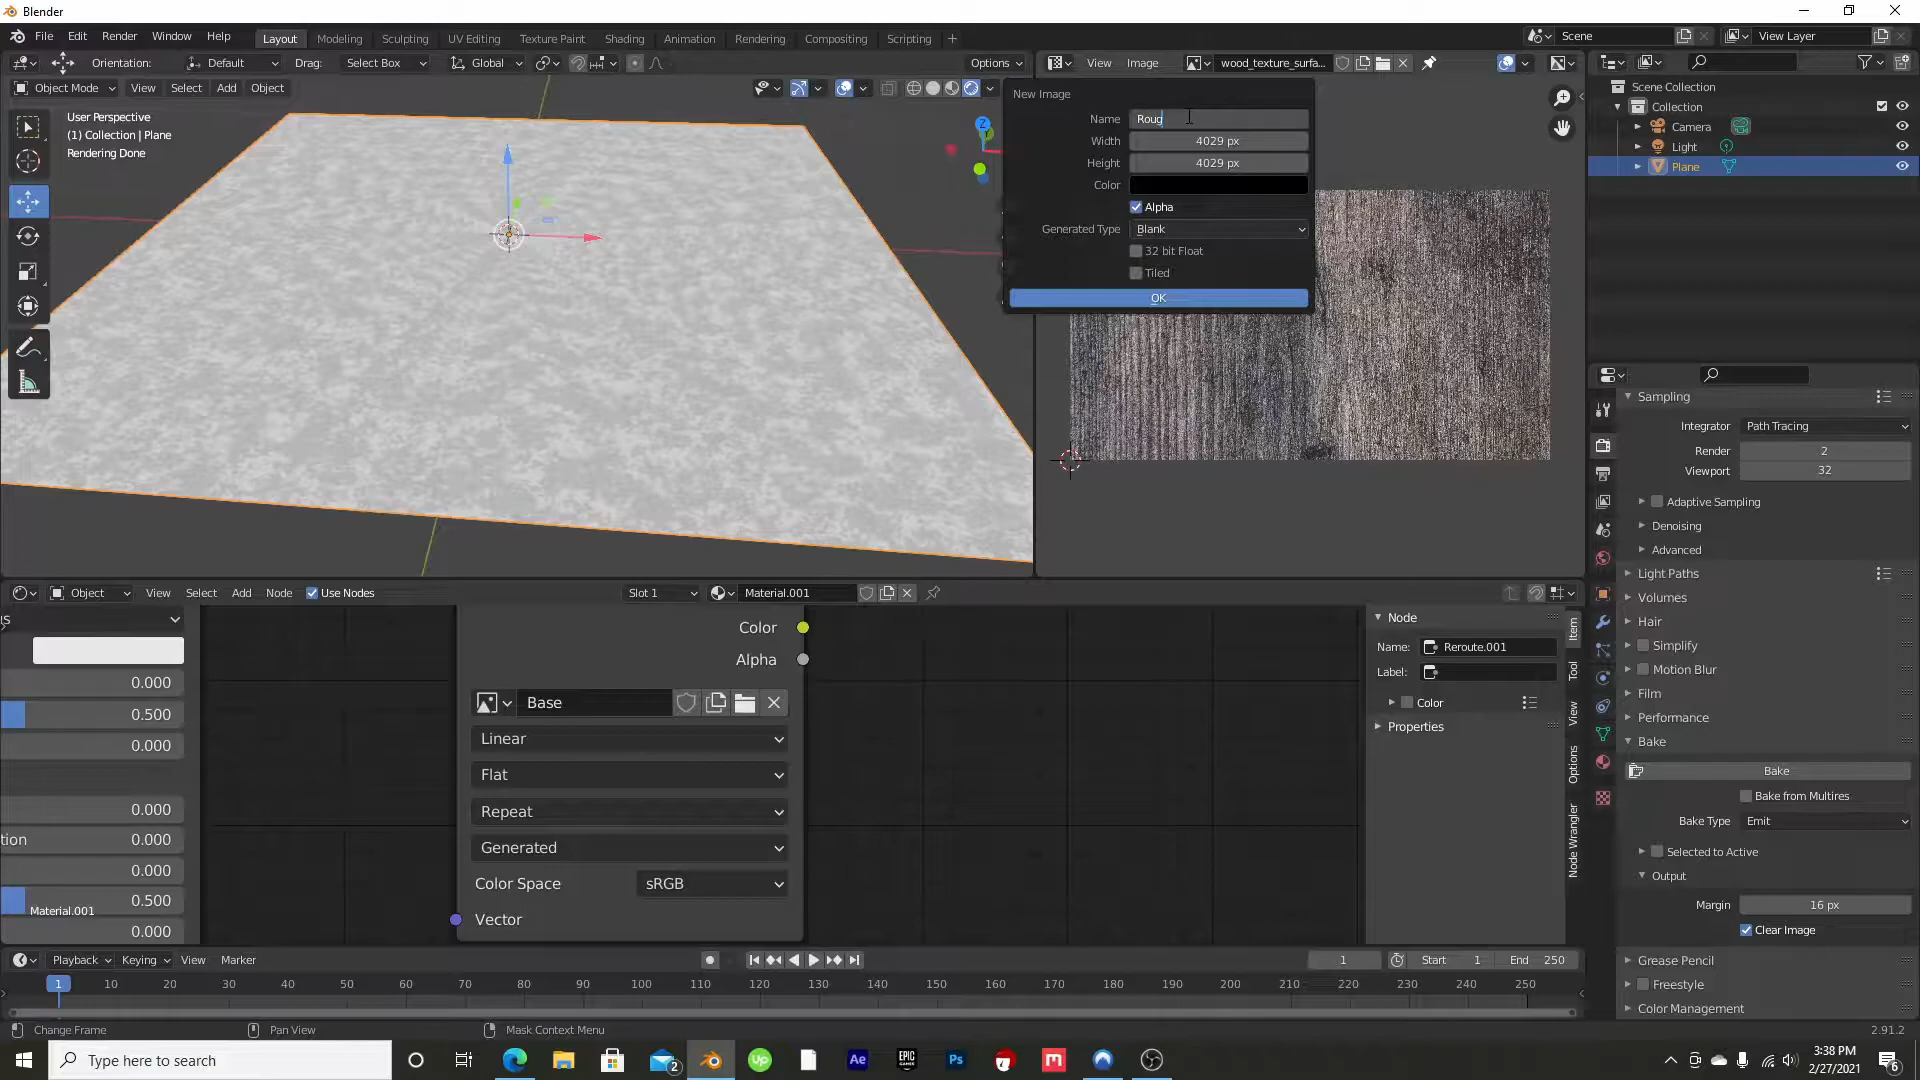 Blender
File Edit Render Window Help
Layout Modeling Sculpting UV Editing Texture Paint Shading Animation Rendering Compositing Scripting +
Scene
View Layer
Orientation: Default Drag: Select Box Global Options
View Image wood_texture_surfa...
Object Mode View Select Add Object
User Perspective
(1) Collection | Plane
Rendering Done
Z
New Image
Name Roug
Width 4029 px
Height 4029 px
Color
Alpha
Generated Type Blank
32 bit Float
Tiled
OK
Scene Collection
Collection
Camera
Light
Plane
Sampling
Integrator Path Tracing
Render 2
Viewport 32
Adaptive Sampling
Denoising
Advanced
Light Paths
Volumes
Hair
Simplify
Motion Blur
Film
Performance
Bake
Bake
Bake from Multires
Bake Type Emit
Selected to Active
Output
Margin 16 px
Clear Image
Grease Pencil
Freestyle
Color Management
Object View Select Add Node Use Nodes Slot 1 Material.001
Color
Alpha
Base
Linear
Flat
Repeat
Generated
Color Space sRGB
Vector
0.000
0.500
0.000
0.000
tion 0.000
0.000
0.500
Material.001
0.000
Node
Name: Reroute.001
Label:
Color
Properties
Item
Tool
View
Options
Node Wrangler
Playback Keying View Marker
1 Start 1 End 250
1 10 20 30 40 50 60 70 80 90 100 110 120 130 140 150 160 170 180 190 200 210 220 230 240 250
Change Frame Pan View Mask Context Menu
2.91.2
Type here to search
2
Up
Ae
EPIC GAMES
Ps
M
3:38 PM
2/27/2021
6